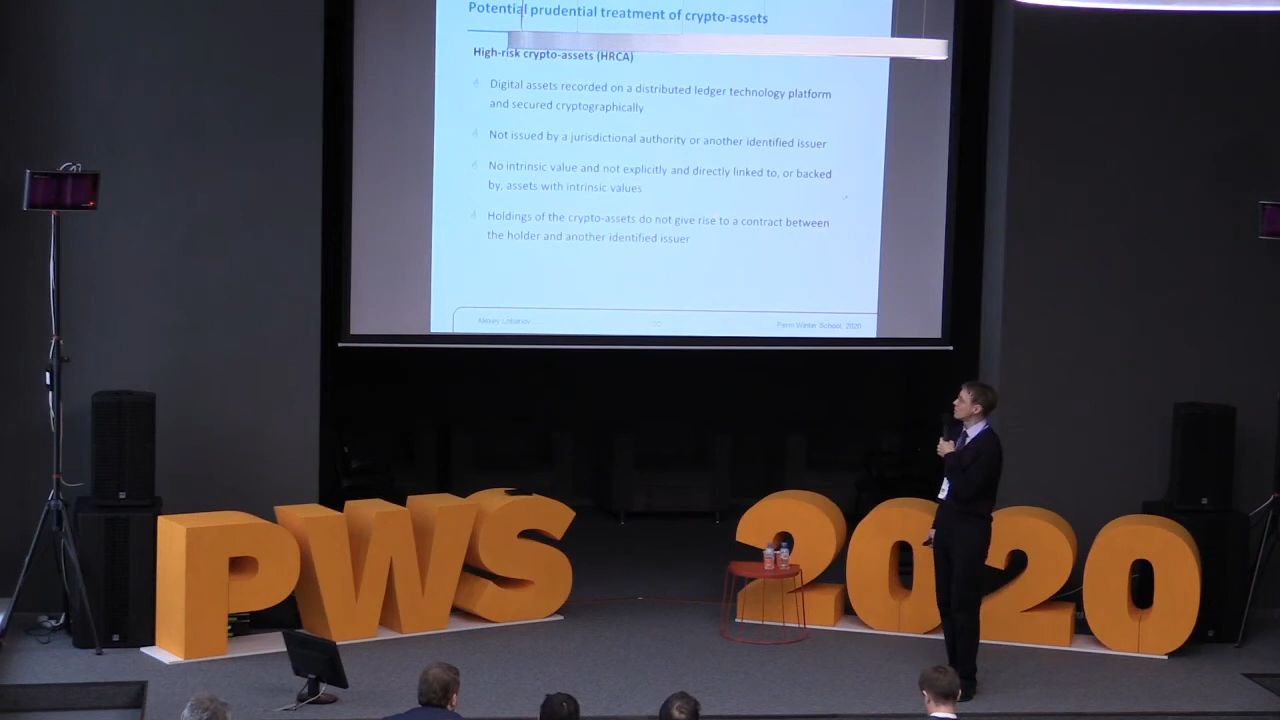 Potential prudential treatment of crypto-assets
High-risk crypto-assets (HRCA)
Digital assets recorded on a distributed ledger technology platform
and secured cryptographically
Not issued by a jurisdictional authority or another identified issuer
No intrinsic value and not explicitly and directly linked to, or backed
by, assets with intrinsic values
Holdings of the crypto-assets do not give rise to a contract between
the holder and another identified issuer
Perm Winter School, 2020
PWS 2020